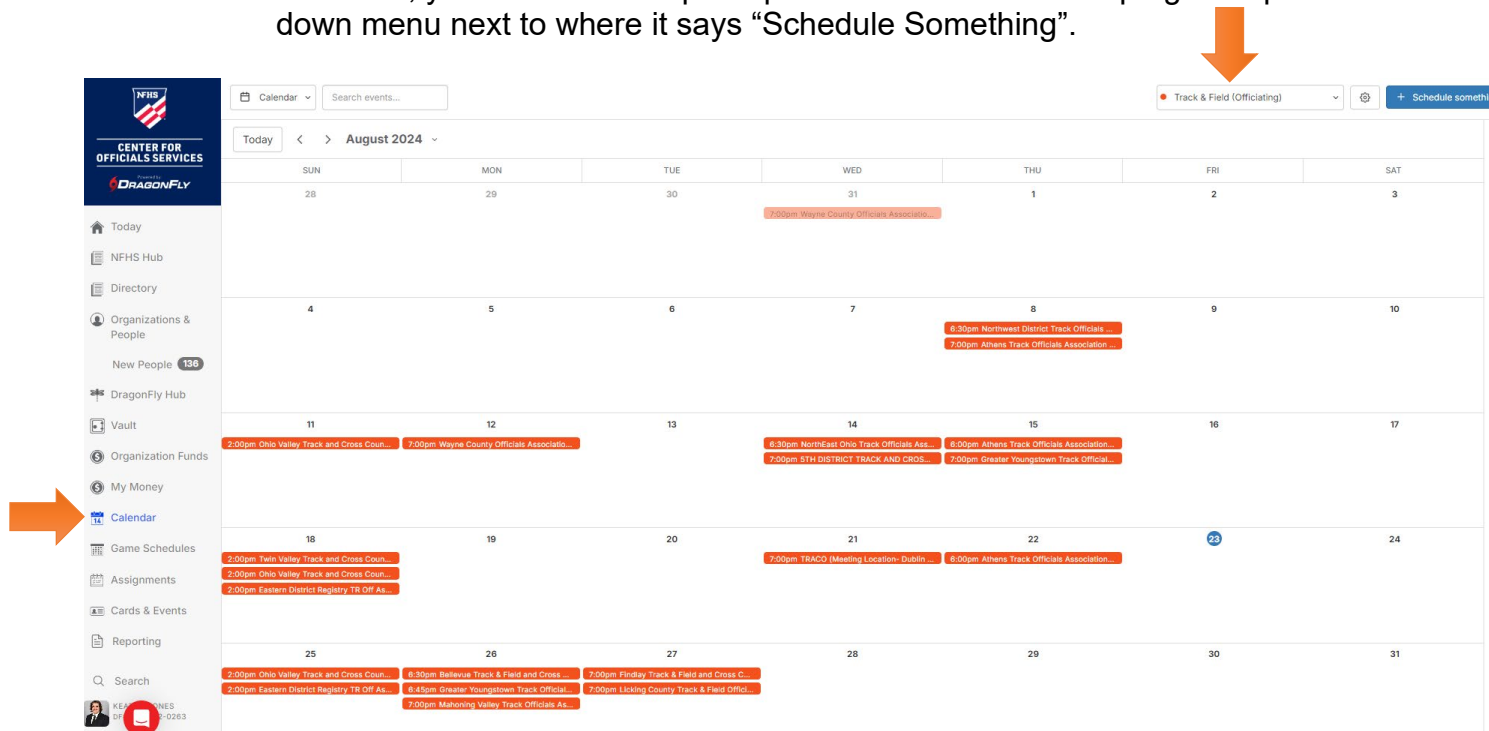 down menu next to where it says “Schedule Something”.
NFHS
CENTER FOR
OFFICIALS SERVICES
Powered by
DRAGONFLY
Calendar
Search events...
Track & Field (Officiating)
+ Schedule somethi
Today < > August 2024
SUN MON TUE WED THU FRI SAT
28 29 30 31 1 2 3
7:00pm Wayne County Officials Associatio...
4 5 6 7 8 9 10
6:30pm Northwest District Track Officials ...
7:00pm Athens Track Officials Association ...
11 12 13 14 15 16 17
2:00pm Ohio Valley Track and Cross Coun... 7:00pm Wayne County Officials Associatio... 6:30pm NorthEast Ohio Track Officials Ass... 6:00pm Athens Track Officials Association...
7:00pm 5TH DISTRICT TRACK AND CROS... 7:00pm Greater Youngstown Track Official...
18 19 20 21 22 23 24
2:00pm Twin Valley Track and Cross Coun... 7:00pm TRACO (Meeting Location- Dublin ... 6:00pm Athens Track Officials Association...
2:00pm Ohio Valley Track and Cross Coun...
2:00pm Eastern District Registry TR Off As...
25 26 27 28 29 30 31
2:00pm Ohio Valley Track and Cross Coun... 6:30pm Bellevue Track & Field and Cross ... 7:00pm Findlay Track & Field and Cross C...
2:00pm Eastern District Registry TR Off As... 6:45pm Greater Youngstown Track Official... 7:00pm Licking County Track & Field Offici...
7:00pm Mahoning Valley Track Officials As...
Today
NFHS Hub
Directory
Organizations &
People
New People 136
DragonFly Hub
Vault
Organization Funds
My Money
14 Calendar
Game Schedules
Assignments
Cards & Events
Reporting
Search